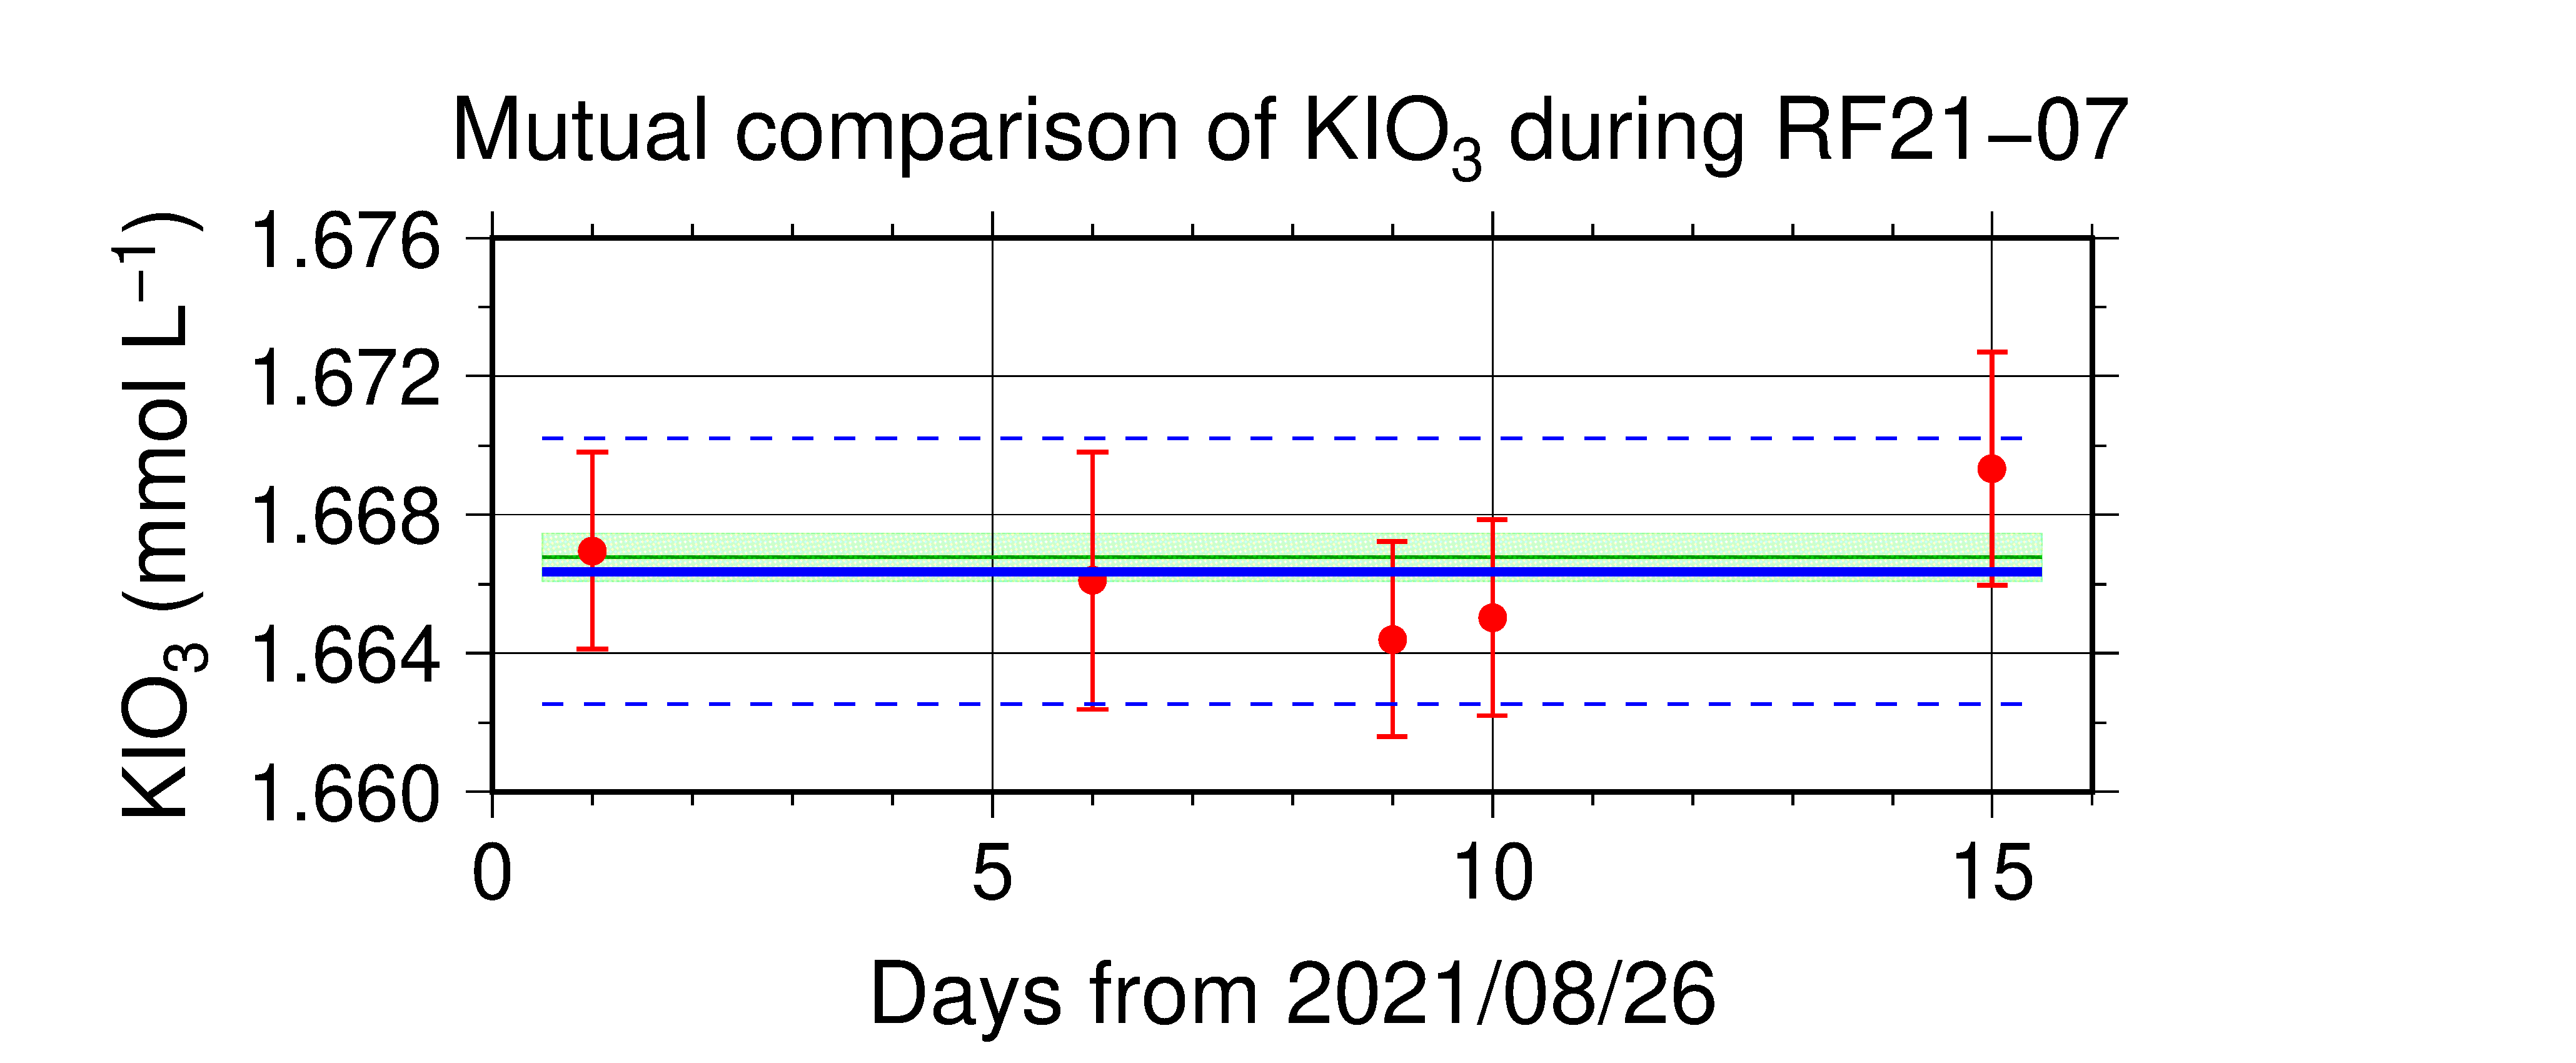 Mutual comparison of KIO₃ during RF21−07
KIO₃ (mmol L⁻¹)
1.676
1.672
1.668
1.664
1.660
0 5 10 15
Days from 2021/08/26